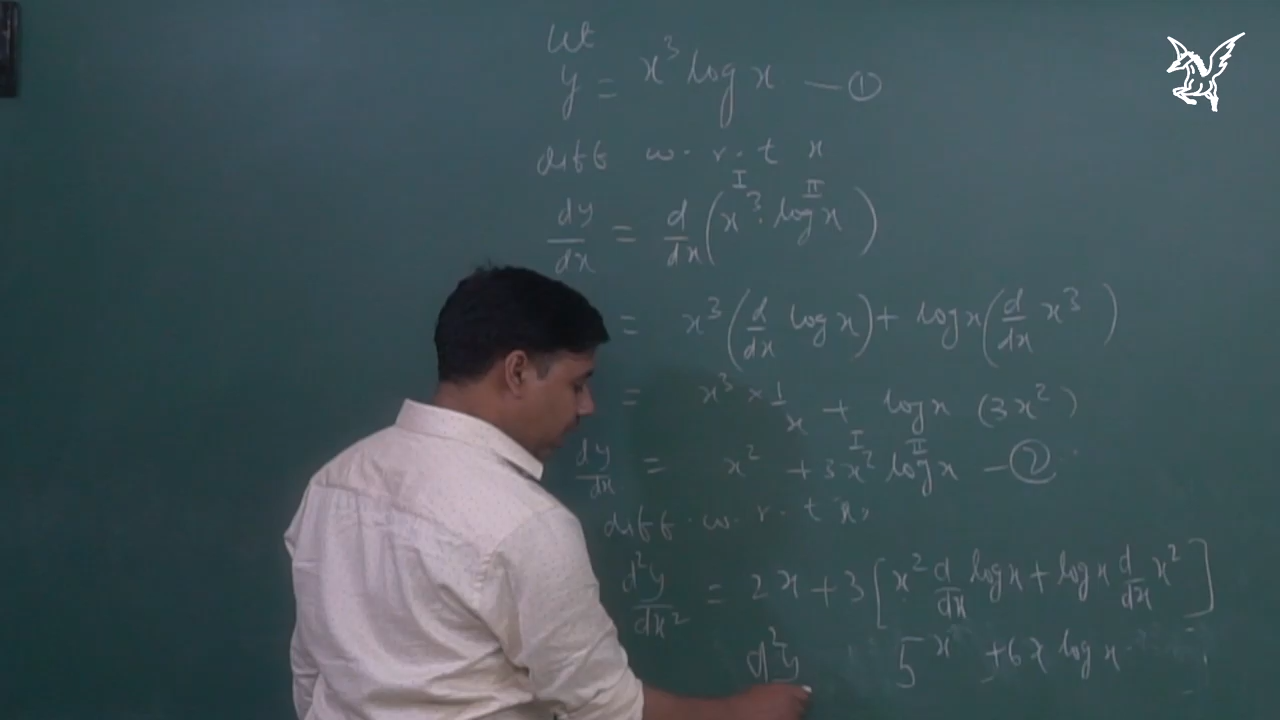 Let
y = x³ log x — ①
diff w.r.t x
I II
dy/dx = d/dx (x³ · log x)
= x³ (d/dx log x) + log x (d/dx x³)
= x³ × 1/x + log x (3x²)
I II
dy/dx = x² + 3x² log x — ②
diff. w.r.t x,
d²y/dx² = 2x + 3[x² d/dx log x + log x d/dx x²]
d²y 5x + 6x log x